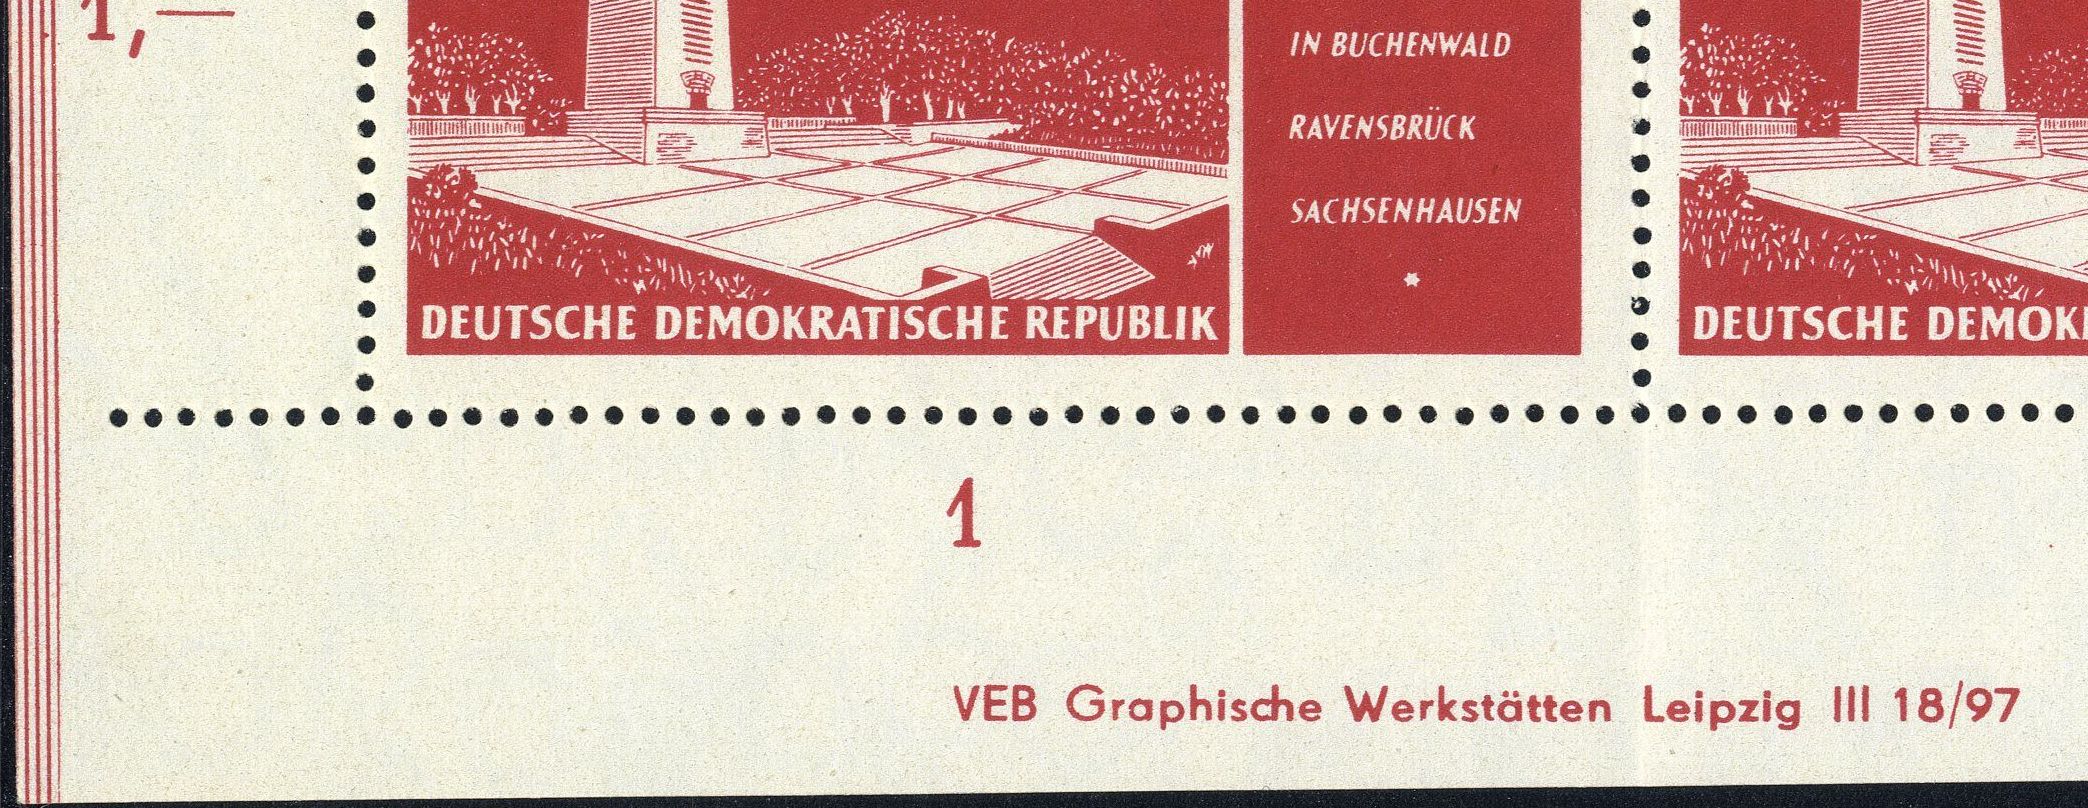 1,—
IN BUCHENWALD
RAVENSBRÜCK
SACHSENHAUSEN
DEUTSCHE DEMOKRATISCHE REPUBLIK
DEUTSCHE DEMOK
1
VEB Graphische Werkstätten Leipzig III 18/97